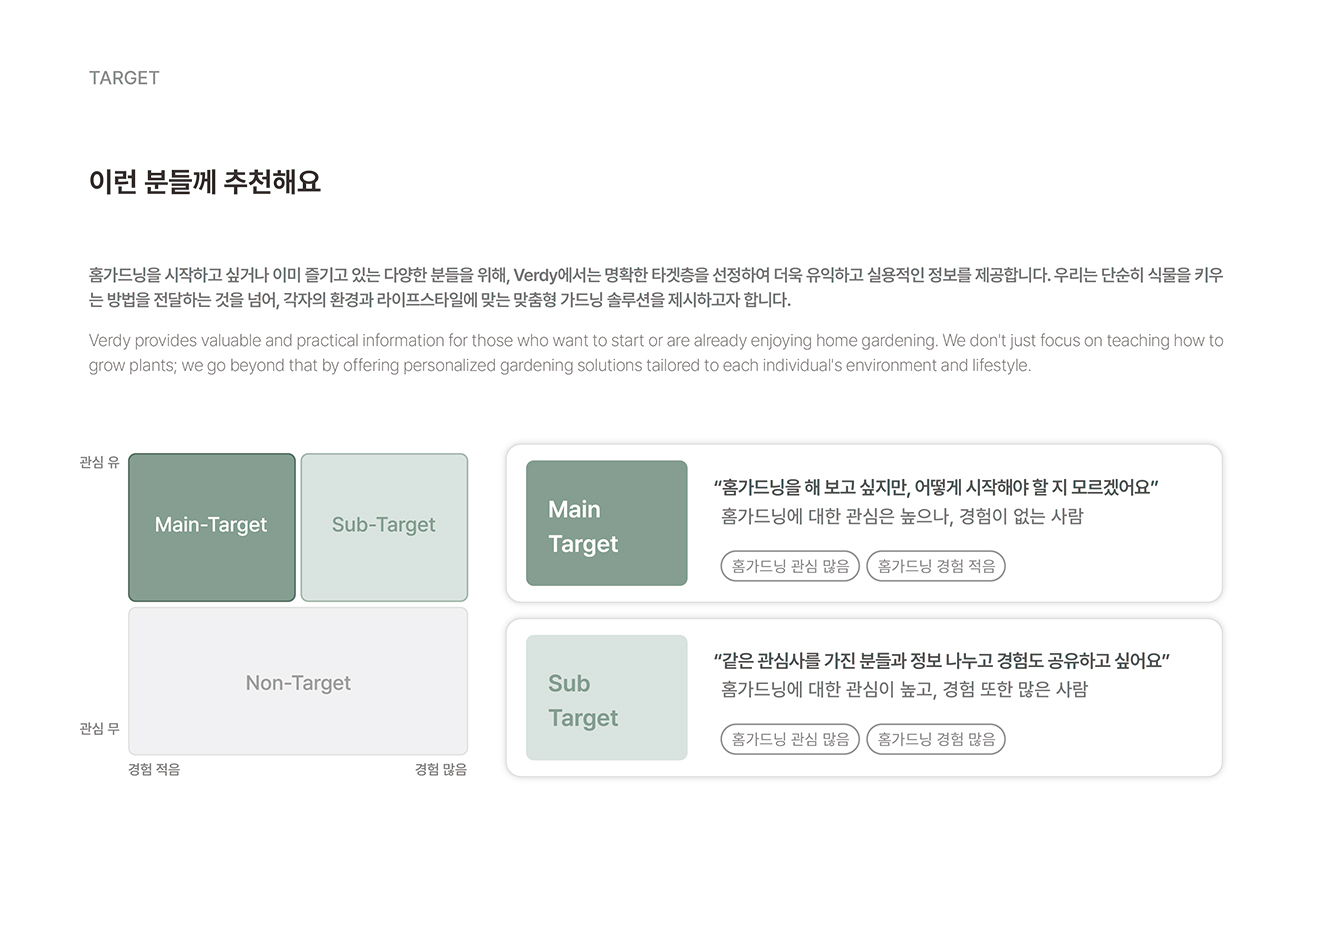 TARGET
이런 분들께 추천해요
홈가드닝을 시작하고 싶거나 이미 즐기고 있는 다양한 분들을 위해, Verdy에서는 명확한 타겟층을 선정하여 더욱 유익하고 실용적인 정보를 제공합니다. 우리는 단순히 식물을 키우
는 방법을 전달하는 것을 넘어, 각자의 환경과 라이프스타일에 맞는 맞춤형 가드닝 솔루션을 제시하고자 합니다.
Verdy provides valuable and practical information for those who want to start or are already enjoying home gardening. We don't just focus on teaching how to
grow plants; we go beyond that by offering personalized gardening solutions tailored to each individual's environment and lifestyle.
관심 유
Main-Target
Sub-Target
Non-Target
관심 무
경험 적음
경험 많음
Main
Target
“홈가드닝을 해 보고 싶지만, 어떻게 시작해야 할 지 모르겠어요”
홈가드닝에 대한 관심은 높으나, 경험이 없는 사람
홈가드닝 관심 많음
홈가드닝 경험 적음
Sub
Target
“같은 관심사를 가진 분들과 정보 나누고 경험도 공유하고 싶어요”
홈가드닝에 대한 관심이 높고, 경험 또한 많은 사람
홈가드닝 관심 많음
홈가드닝 경험 많음